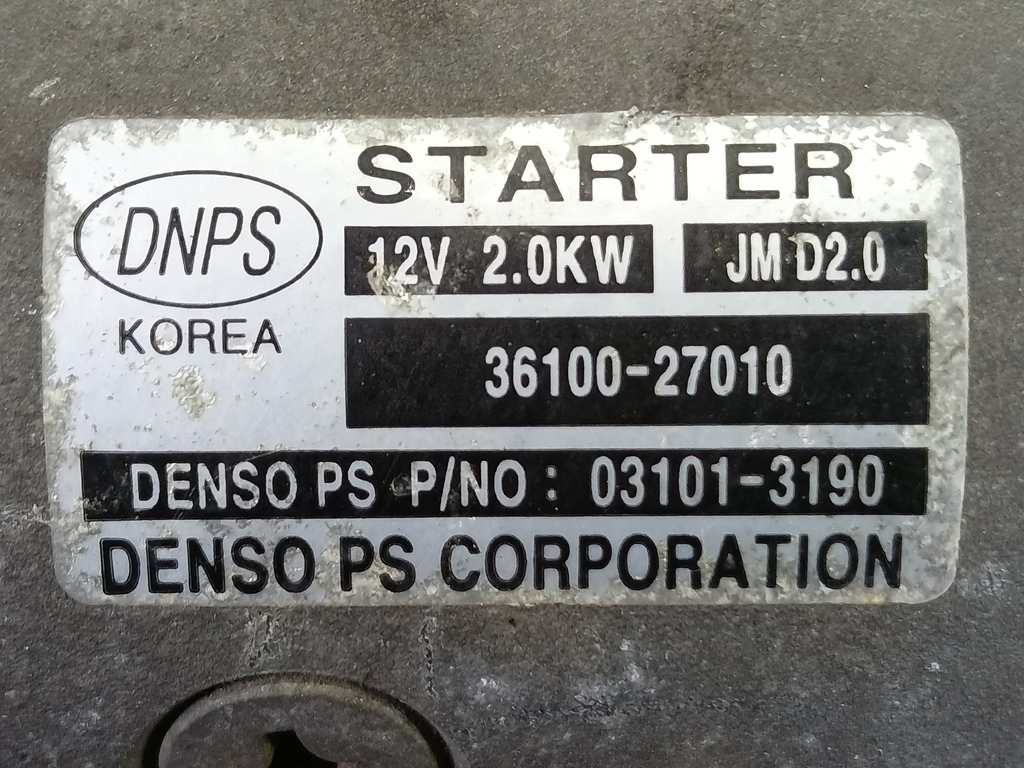 STARTER
DNPS
12V 2.0KW JM D2.0
KOREA
36100-27010
DENSO PS P/NO : 03101-3190
DENSO PS CORPORATION